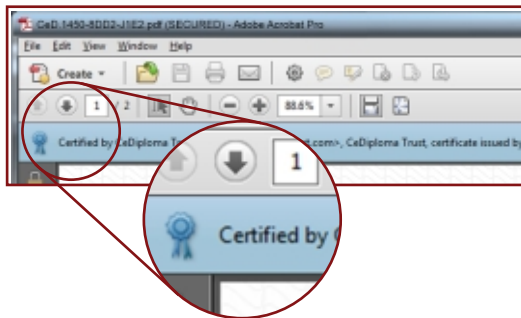 CeD.1450-8DD2-J1E2.pdf (SECURED) - Adobe Acrobat Pro
File Edit View Window Help
Create
1 / 2 88.6%
Certified by CeDiploma Tru t.com>, CeDiploma Trust, certificate issued by
1
Certified by